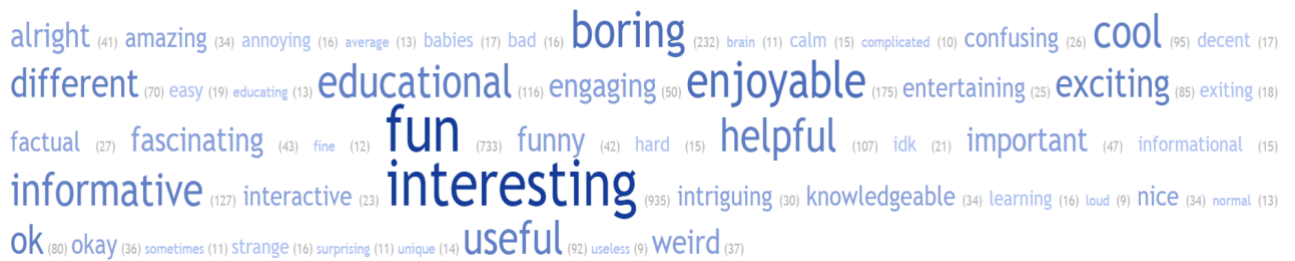 alright (41) amazing (34) annoying (16) average (13) babies (17) bad (16) boring (232) brain (11) calm (15) complicated (10) confusing (26) cool (95) decent (17)
different (70) easy (19) educating (13) educational (116) engaging (50) enjoyable (175) entertaining (25) exciting (85) exiting (18)
factual (27) fascinating (43) fine (12) fun (733) funny (42) hard (15) helpful (107) idk (21) important (47) informational (15)
informative (127) interactive (23) interesting (935) intriguing (30) knowledgeable (34) learning (16) loud (9) nice (34) normal (13)
ok (80) okay (36) sometimes (11) strange (16) surprising (11) unique (14) useful (92) useless (9) weird (37)